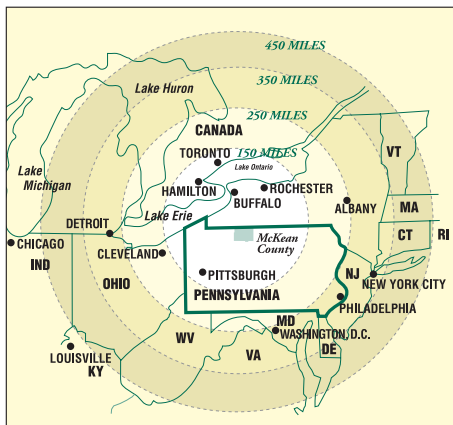 450 MILES
350 MILES
Lake Huron
250 MILES
CANADA
TORONTO
150 MILES
VT
Lake Ontario
Lake
Michigan
HAMILTON
ROCHESTER
BUFFALO
ALBANY
MA
Lake Erie
DETROIT
CT
RI
CHICAGO
McKean
County
IND
CLEVELAND
NJ
PITTSBURGH
OHIO
NEW YORK CITY
PENNSYLVANIA
PHILADELPHIA
MD
WV
WASHINGTON, D.C.
DE
LOUISVILLE
VA
KY